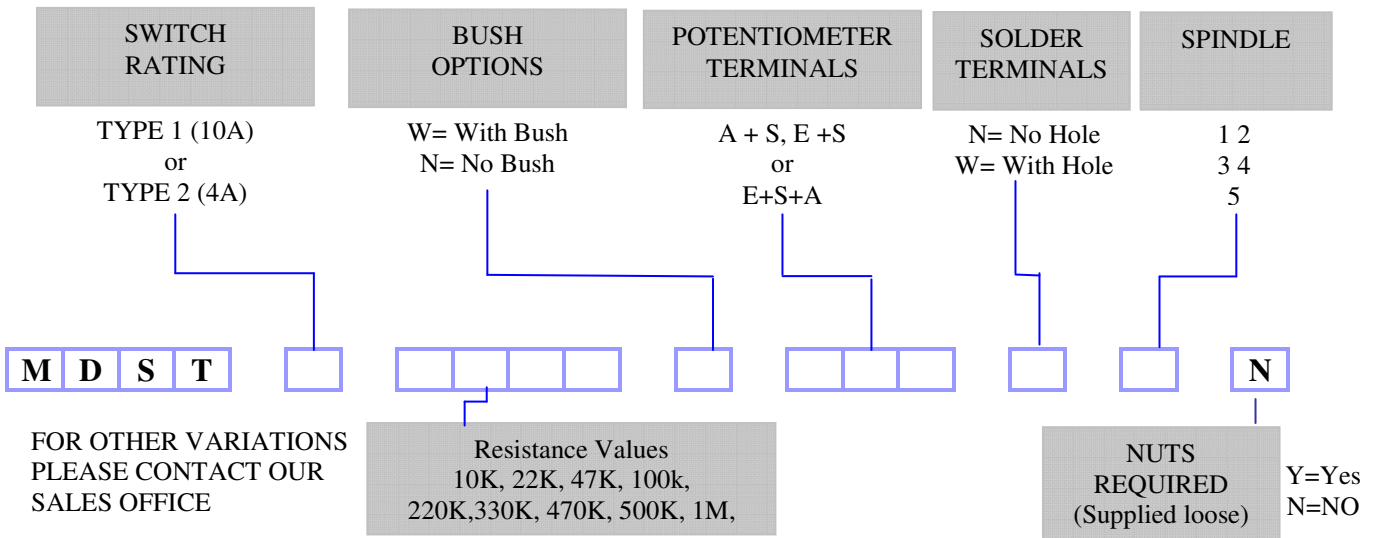 SWITCH
RATING
BUSH
OPTIONS
POTENTIOMETER
TERMINALS
SOLDER
TERMINALS
SPINDLE
TYPE 1 (10A)
or
TYPE 2 (4A)
W= With Bush
N= No Bush
A + S, E +S
or
E+S+A
N= No Hole
W= With Hole
1 2
3 4
5
M D S T
N
FOR OTHER VARIATIONS
PLEASE CONTACT OUR
SALES OFFICE
Resistance Values
10K, 22K, 47K, 100k,
220K,330K, 470K, 500K, 1M,
NUTS
REQUIRED
(Supplied loose)
Y=Yes
N=NO